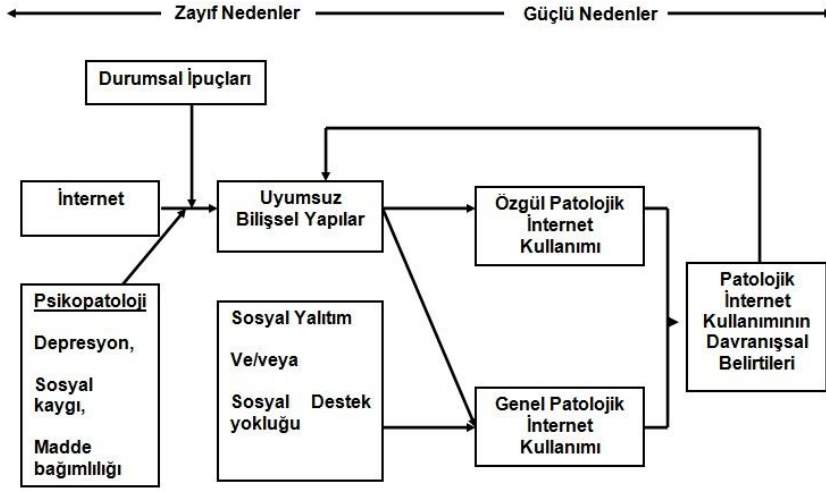 Zayıf Nedenler
Güçlü Nedenler
Durumsal İpuçları
İnternet
Uyumsuz
Bilişsel Yapılar
Özgül Patolojik
İnternet
Kullanımı
Psikopatoloji
Depresyon,
Sosyal
kaygı,
Madde
bağımlılığı
Sosyal Yalıtım
Ve/veya
Sosyal Destek
yokluğu
Genel Patolojik
İnternet
Kullanımı
Patolojik
İnternet
Kullanımının
Davranışsal
Belirtileri